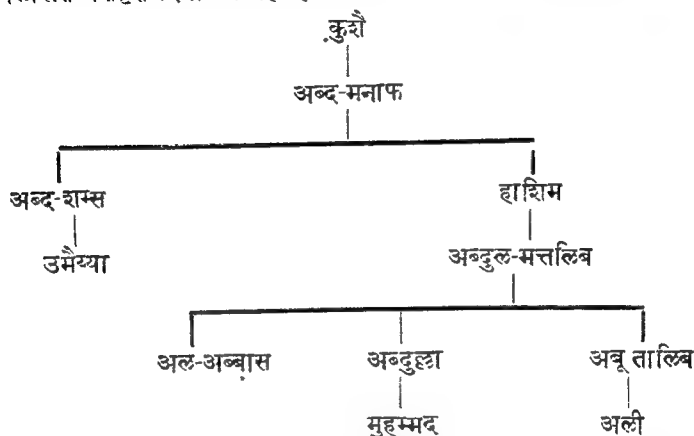 कुशै
अब्द-मनाफ
अब्द-शम्स हाशिम
उमैय्या अब्दुल-मत्तलिब
अल-अब्बास अब्दुल्ला अबू तालिब
मुहम्मद अली